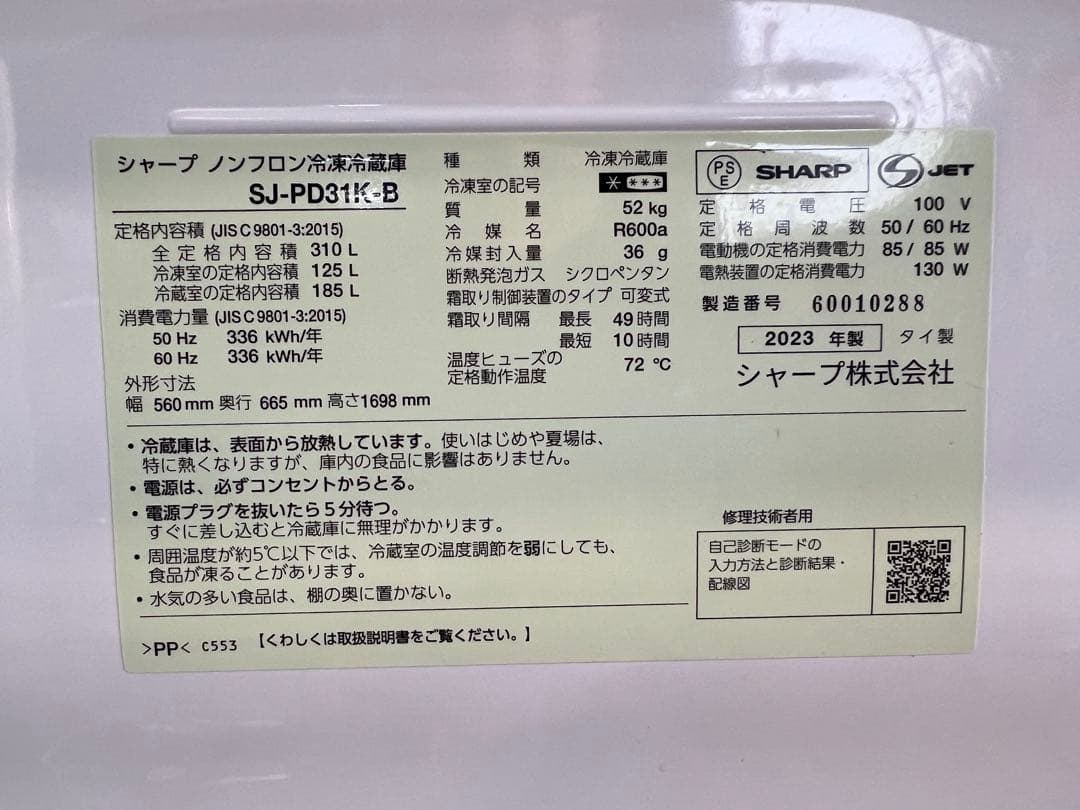 シャープ ノンフロン冷凍冷蔵庫
SJ-PD31K-B
定格内容積 (JIS C 9801-3:2015)
全定格内容積 310 L
冷凍室の定格内容積 125 L
冷蔵室の定格内容積 185 L
消費電力量 (JIS C 9801-3:2015)
50 Hz 336 kWh/年
60 Hz 336 kWh/年
外形寸法
幅 560 mm 奥行 665 mm 高さ1698 mm
種類 冷凍冷蔵庫
冷凍室の記号 * ***
質量 52 kg
冷媒名 R600a
冷媒封入量 36 g
断熱発泡ガス シクロペンタン
霜取り制御装置のタイプ 可変式
霜取り間隔 最長 49時間
最短 10時間
温度ヒューズの
定格動作温度 72 ℃
PS
E
SHARP
S JET
定格電圧 100 V
定格周波数 50/60 Hz
電動機の定格消費電力 85/85 W
電熱装置の定格消費電力 130 W
製造番号 60010288
2023 年製 タイ製
シャープ株式会社
・冷蔵庫は、表面から放熱しています。使いはじめや夏場は、
特に熱くなりますが、庫内の食品に影響はありません。
・電源は、必ずコンセントからとる。
・電源プラグを抜いたら5分待つ。
すぐに差し込むと冷蔵庫に無理がかかります。
・周囲温度が約5℃以下では、冷蔵室の温度調節を弱にしても、
食品が凍ることがあります。
・水気の多い食品は、棚の奥に置かない。
>PP< C553 【くわしくは取扱説明書をご覧ください。】
修理技術者用
自己診断モードの
入力方法と診断結果・
配線図